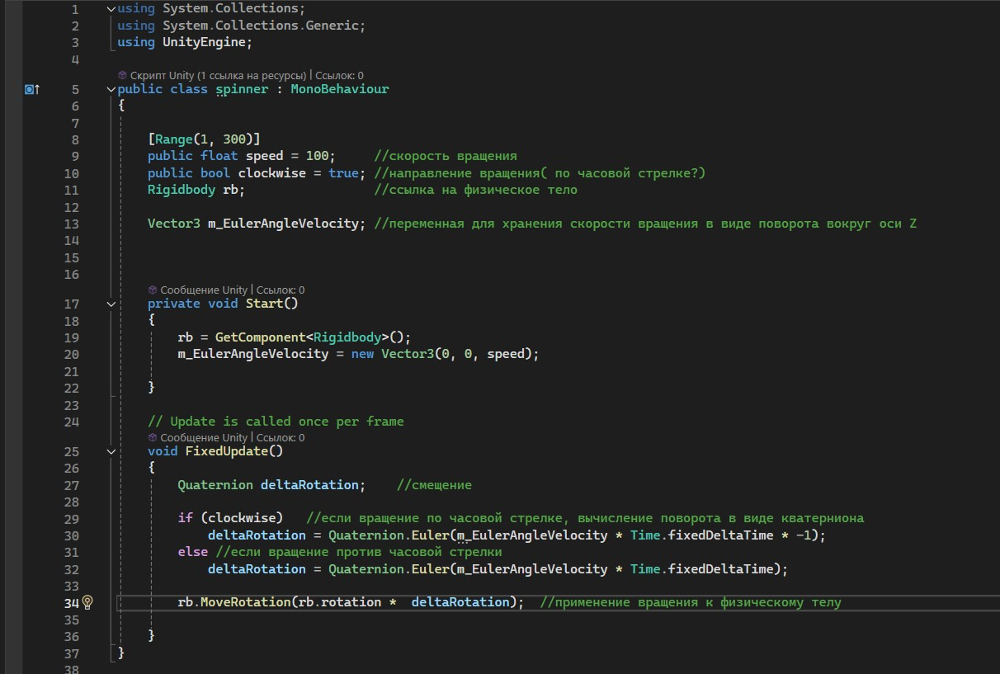 1 using System.Collections;
2 using System.Collections.Generic;
3 using UnityEngine;
4
Скрипт Unity (1 ссылка на ресурсы) | Ссылок: 0
5 public class spinner : MonoBehaviour
6 {
7
8 [Range(1, 300)]
9 public float speed = 100; //скорость вращения
10 public bool clockwise = true; //направление вращения( по часовой стрелке?)
11 Rigidbody rb; //ссылка на физическое тело
12
13 Vector3 m_EulerAngleVelocity; //переменная для хранения скорости вращения в виде поворота вокруг оси Z
14
15
16
Сообщение Unity | Ссылок: 0
17 private void Start()
18 {
19 rb = GetComponent<Rigidbody>();
20 m_EulerAngleVelocity = new Vector3(0, 0, speed);
21
22 }
23
24 // Update is called once per frame
Сообщение Unity | Ссылок: 0
25 void FixedUpdate()
26 {
27 Quaternion deltaRotation; //смещение
28
29 if (clockwise) //если вращение по часовой стрелке, вычисление поворота в виде кватерниона
30 deltaRotation = Quaternion.Euler(m_EulerAngleVelocity * Time.fixedDeltaTime * -1);
31 else //если вращение против часовой стрелки
32 deltaRotation = Quaternion.Euler(m_EulerAngleVelocity * Time.fixedDeltaTime);
33
34 rb.MoveRotation(rb.rotation * deltaRotation); //применение вращения к физическому телу
35
36 }
37 }
38